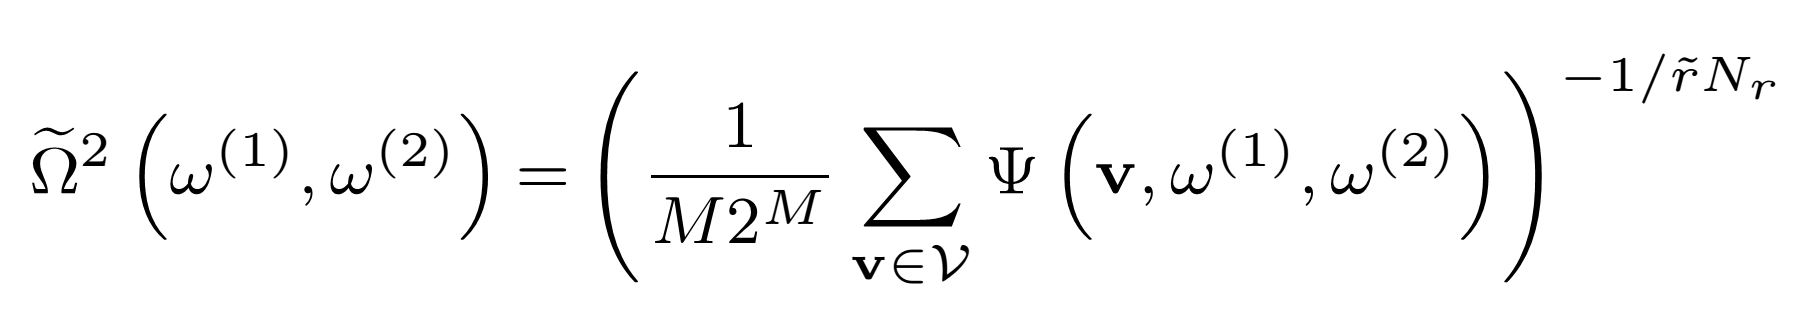 \widetilde{\Omega}^2 \left( \omega^{(1)}, \omega^{(2)} \right) = \left( \frac{1}{M2^M} \sum_{\mathbf{v} \in \mathcal{V}} \Psi \left( \mathbf{v}, \omega^{(1)}, \omega^{(2)} \right) \right)^{-1/\tilde{r}N_r}